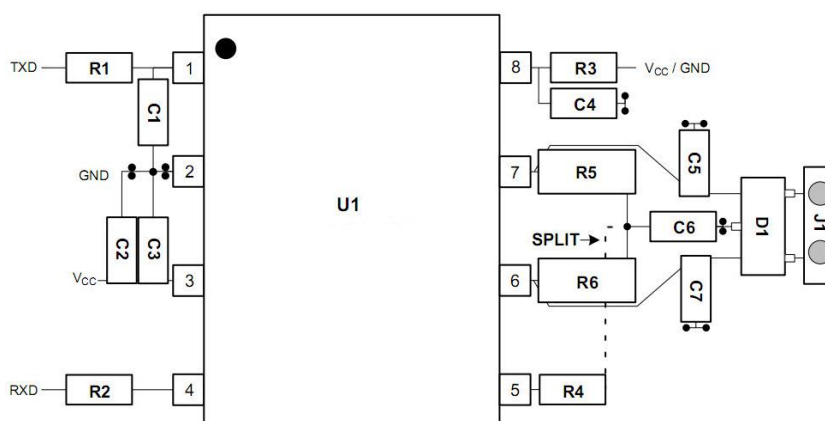 TXD R1 1 8 R3 VCC / GND
C1 C4
GND 2 7 R5 C5
U1 SPLIT C6 D1 J1
C2 C3
VCC 3 6 R6 C7
RXD R2 4 5 R4